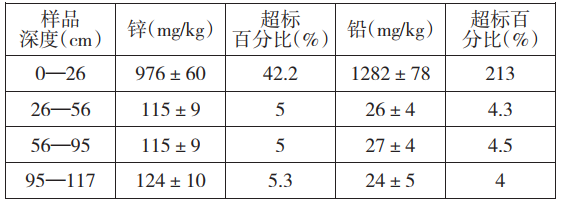 样品深度(cm) 锌(mg/kg) 超标百分比(%) 铅(mg/kg) 超标百分比(%)
0—26 976±60 42.2 1282±78 213
26—56 115±9 5 26±4 4.3
56—95 115±9 5 27±4 4.5
95—117 124±10 5.3 24±5 4